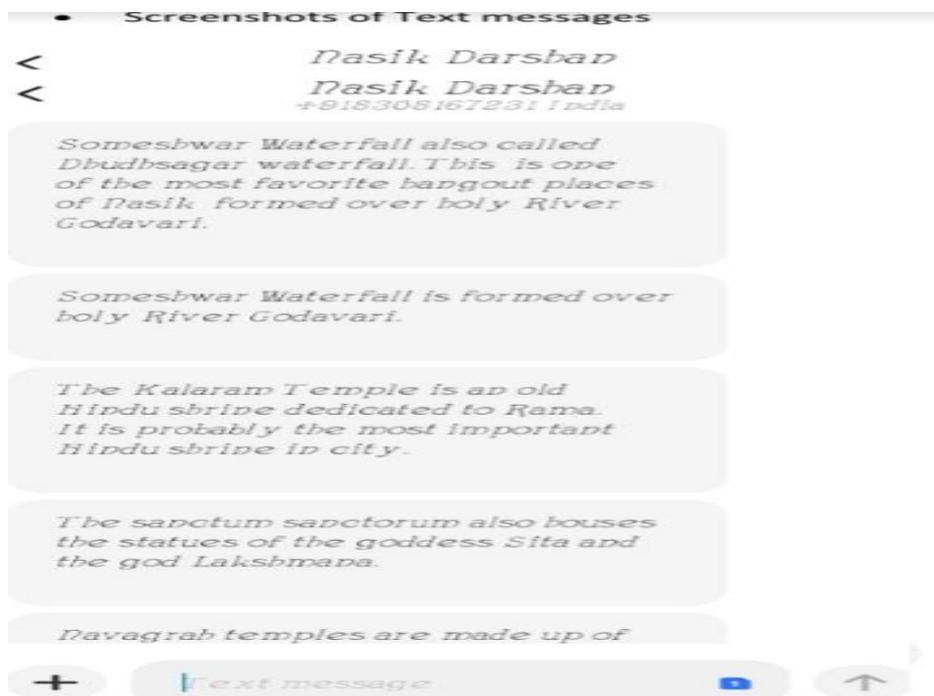 Screenshots of Text messages
Nasik Darshan
Nasik Darshan
+918308167231 India
Someshwar Waterfall also called
Dhudhsagar waterfall. This is one
of the most favorite hangout places
of Nasik formed over holy River
Godavari.
Someshwar Waterfall is formed over
holy River Godavari.
The Kalaram Temple is an old
Hindu shrine dedicated to Rama.
It is probably the most important
Hindu shrine in city.
The sanctum sanctorum also houses
the statues of the goddess Sita and
the god Lakshmana.
Navagrah temples are made up of
Text message
1